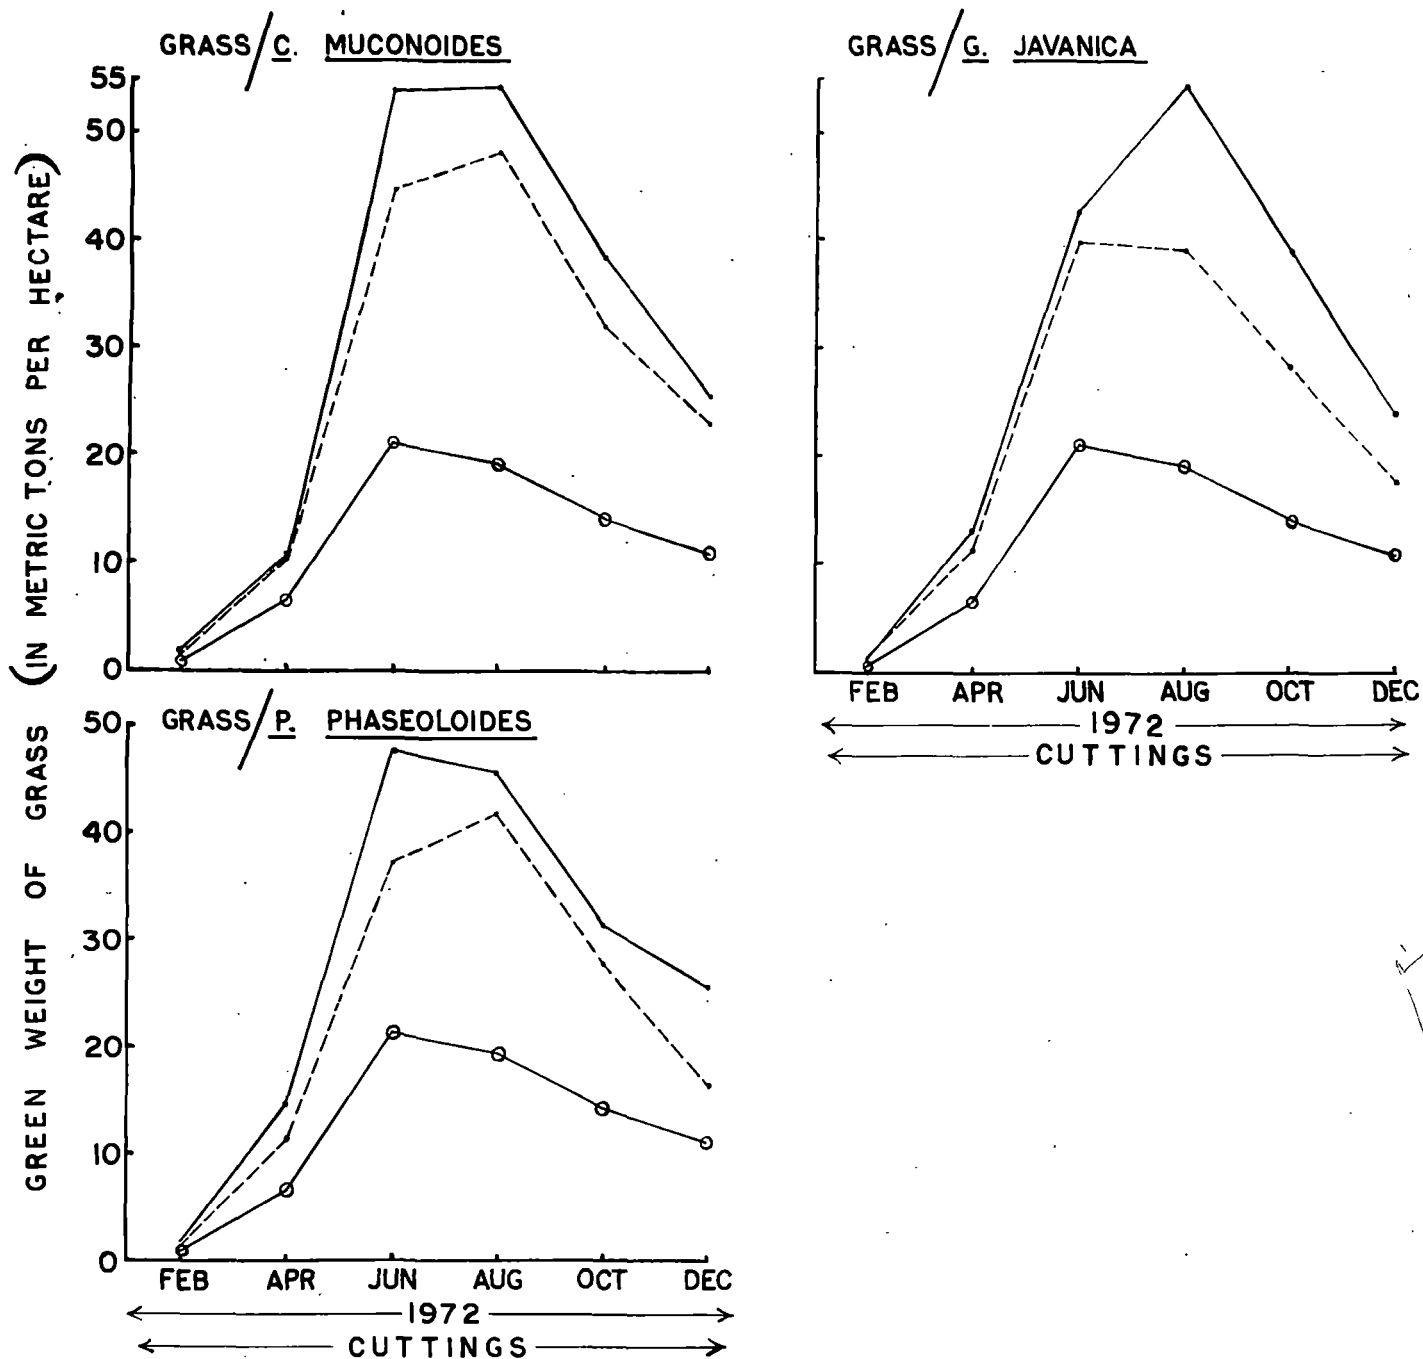 GRASS/C. MUCONOIDES
55
50
40
30
20
10
0
GRASS/G. JAVANICA
FEB APR JUN AUG OCT DEC
1972
CUTTINGS
GRASS/P. PHASEOLOIDES
50
40
30
20
10
0
FEB APR JUN AUG OCT DEC
1972
CUTTINGS
GREEN WEIGHT OF GRASS (IN METRIC TONS PER HECTARE)